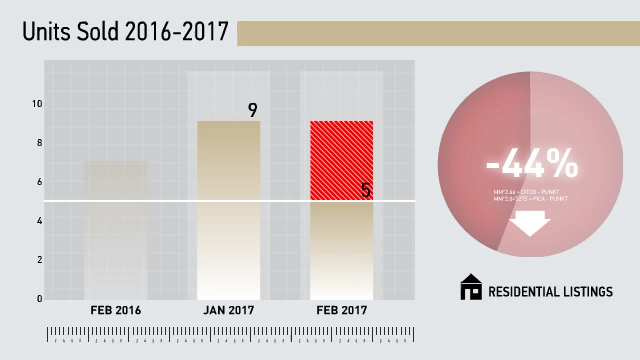 Units Sold 2016-2017
10
8
6
4
2
0
9
5
FEB 2016
JAN 2017
FEB 2017
-44%
RESIDENTIAL LISTINGS